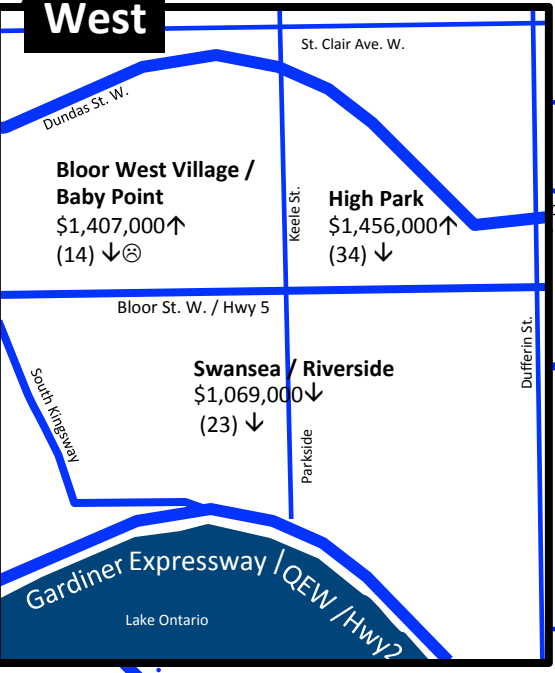 West
St. Clair Ave. W.
Dundas St. W.
Bloor West Village /
Baby Point
$1,407,000↑
(14) ↓☹
Keele St.
High Park
$1,456,000↑
(34) ↓
Bloor St. W. / Hwy 5
Dufferin St.
South Kingsway
Swansea / Riverside
$1,069,000↓
(23) ↓
Parkside
Gardiner Expressway / QEW /Hwy2
Lake Ontario